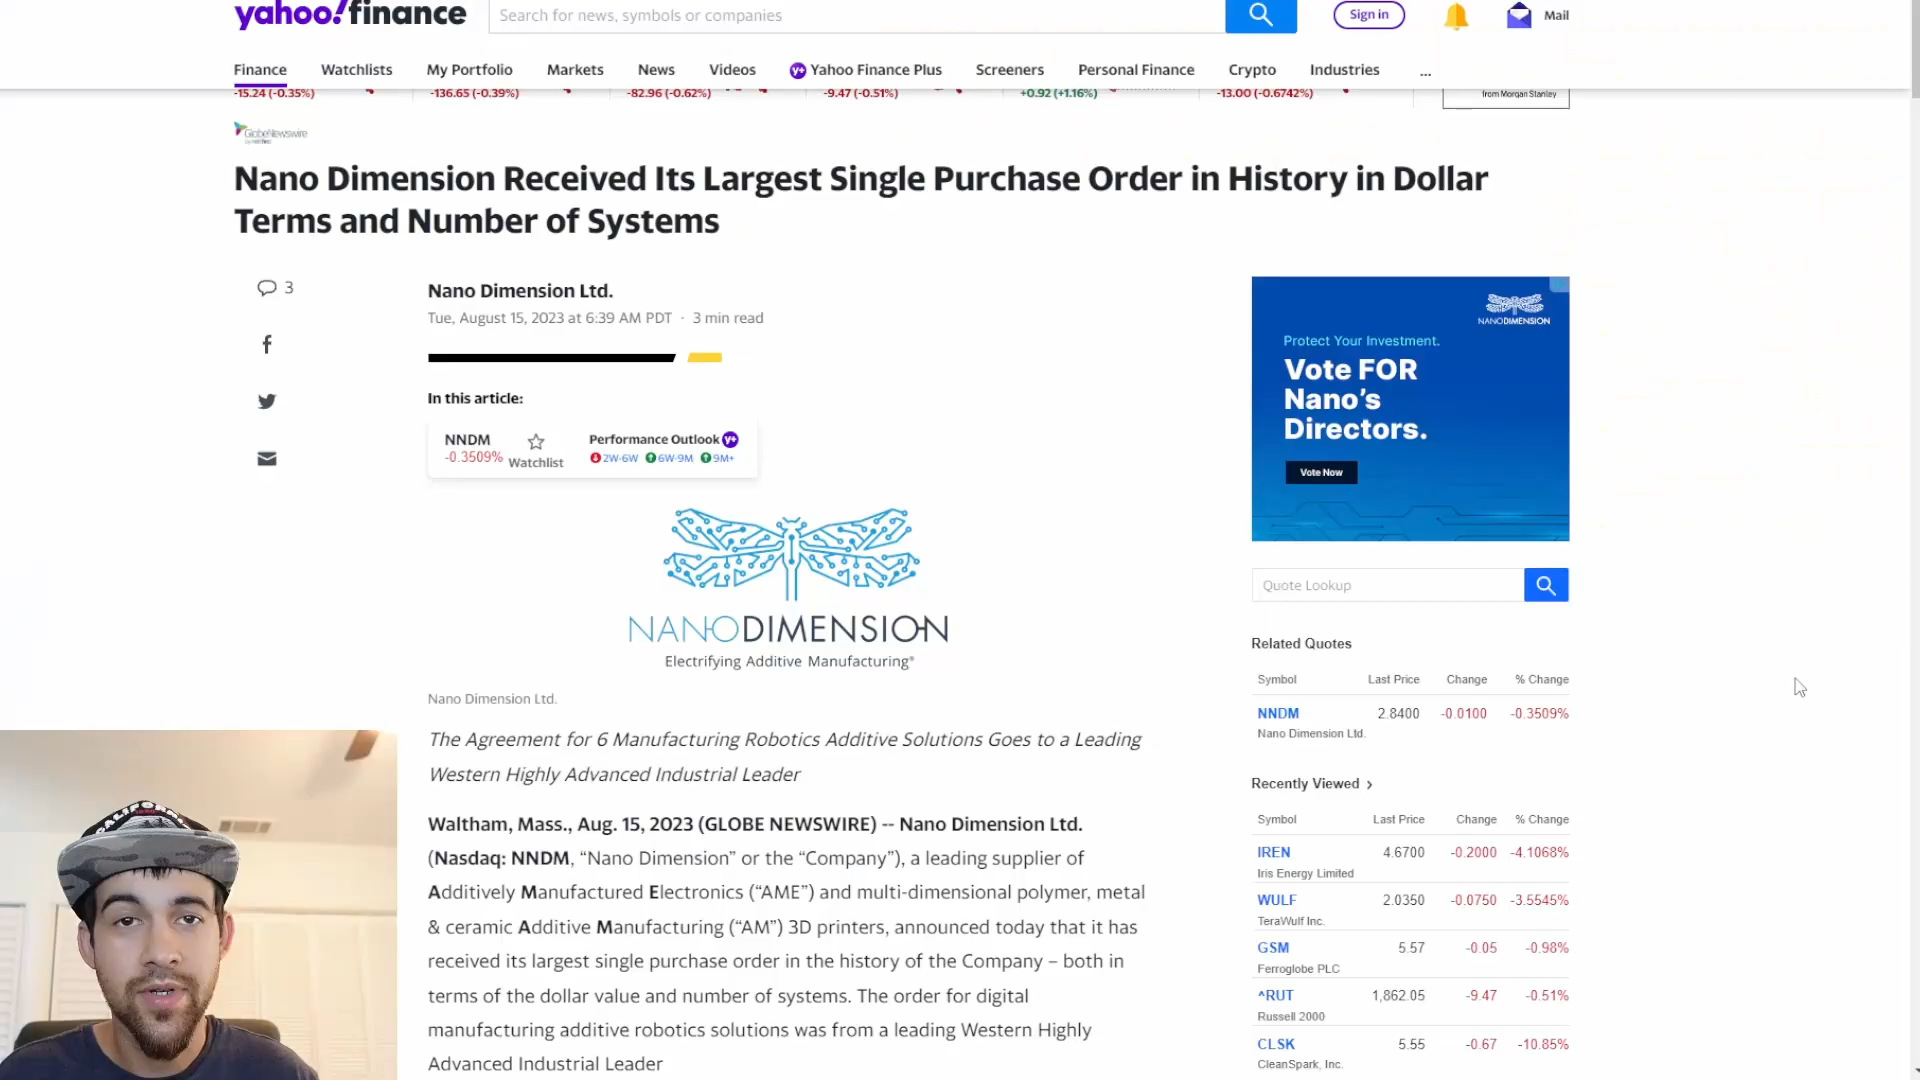 yahoo!finance
Search for news, symbols or companies
Sign in
Mail
Finance Watchlists My Portfolio Markets News Videos Yahoo Finance Plus Screeners Personal Finance Crypto Industries ...
-15.24 (-0.35%) -136.65 (-0.39%) -82.96 (-0.62%) -9.47 (-0.51%) +0.92 (+1.16%) -13.00 (-0.6742%)
from Morgan Stanley
GlobeNewswire
Nano Dimension Received Its Largest Single Purchase Order in History in Dollar
Terms and Number of Systems
3
Nano Dimension Ltd.
Tue, August 15, 2023 at 6:39 AM PDT · 3 min read
In this article:
NNDM
-0.3509%
Watchlist
Performance Outlook y+
2W-6W 6W-9M 9M+
NANODIMENSION
Electrifying Additive Manufacturing®
Nano Dimension Ltd.
The Agreement for 6 Manufacturing Robotics Additive Solutions Goes to a Leading
Western Highly Advanced Industrial Leader
Waltham, Mass., Aug. 15, 2023 (GLOBE NEWSWIRE) -- Nano Dimension Ltd.
(Nasdaq: NNDM, “Nano Dimension” or the “Company”), a leading supplier of
Additively Manufactured Electronics (“AME”) and multi-dimensional polymer, metal
& ceramic Additive Manufacturing (“AM”) 3D printers, announced today that it has
received its largest single purchase order in the history of the Company – both in
terms of the dollar value and number of systems. The order for digital
manufacturing additive robotics solutions was from a leading Western Highly
Advanced Industrial Leader
NANODIMENSION
Protect Your Investment.
Vote FOR
Nano’s
Directors.
Vote Now
Quote Lookup
Related Quotes
Symbol Last Price Change % Change
NNDM 2.8400 -0.0100 -0.3509%
Nano Dimension Ltd.
Recently Viewed
Symbol Last Price Change % Change
IREN 4.6700 -0.2000 -4.1068%
Iris Energy Limited
WULF 2.0350 -0.0750 -3.5545%
TeraWulf Inc.
GSM 5.57 -0.05 -0.98%
Ferroglobe PLC
^RUT 1,862.05 -9.47 -0.51%
Russell 2000
CLSK 5.55 -0.67 -10.85%
CleanSpark, Inc.
CALIFORNIA